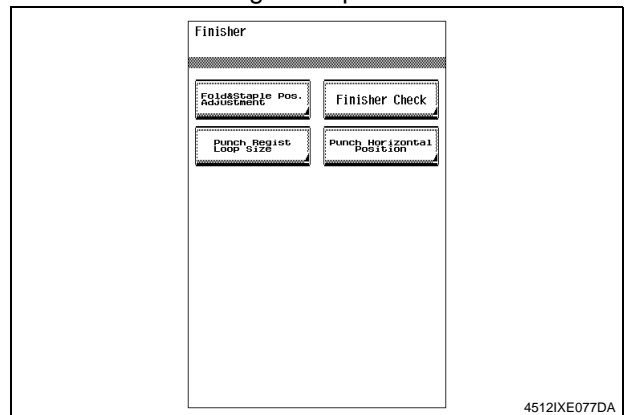 Finisher
Fold&Staple Pos.
Adjustment
Finisher Check
Punch Regist
Loop Size
Punch Horizontal
Position
4512IXE077DA